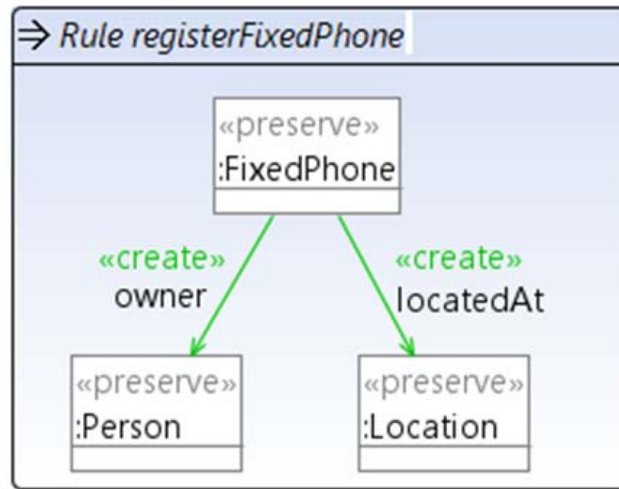 Rule registerFixedPhone
«preserve»
:FixedPhone
«create»
owner
«create»
locatedAt
«preserve»
:Person
«preserve»
:Location